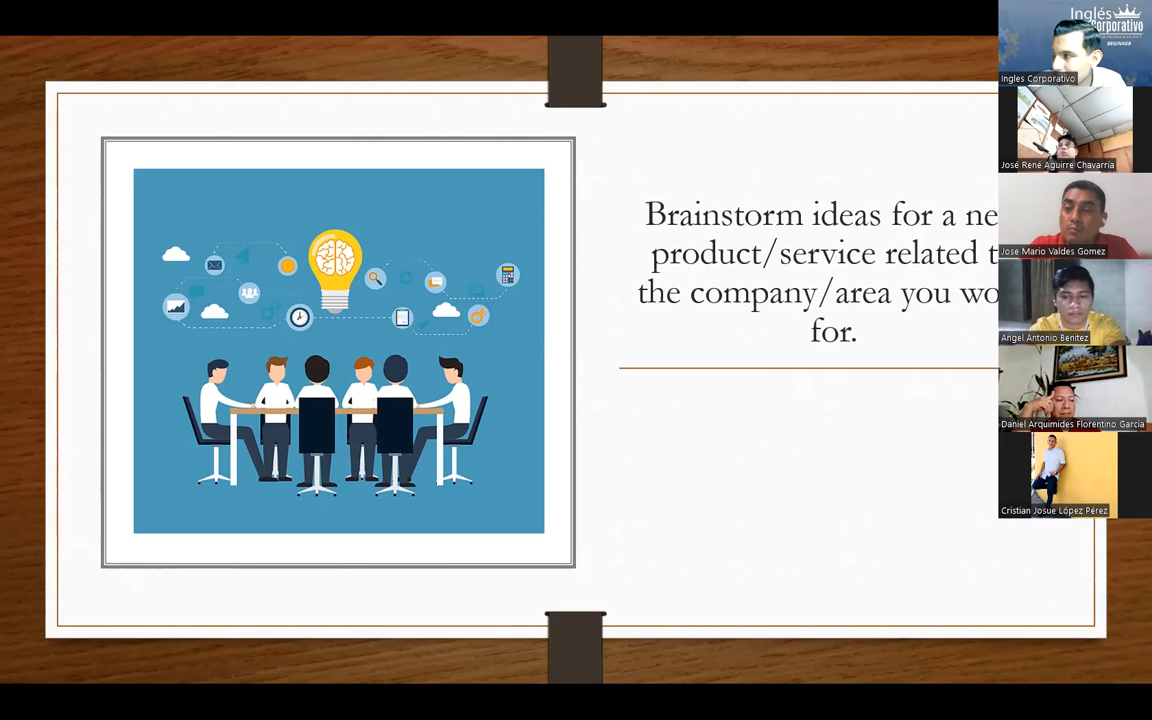 Brainstorm ideas for a ne
product/service related t
the company/area you wo
for.
Inglés
Corporativo
BEGINNER
Ingles Corporativo
José René Aguirre Chavarría
Jose Mario Valdes Gomez
Angel Antonio Benitez
Daniel Arquimides Florentino Garcia
Cristian Josue López Pérez